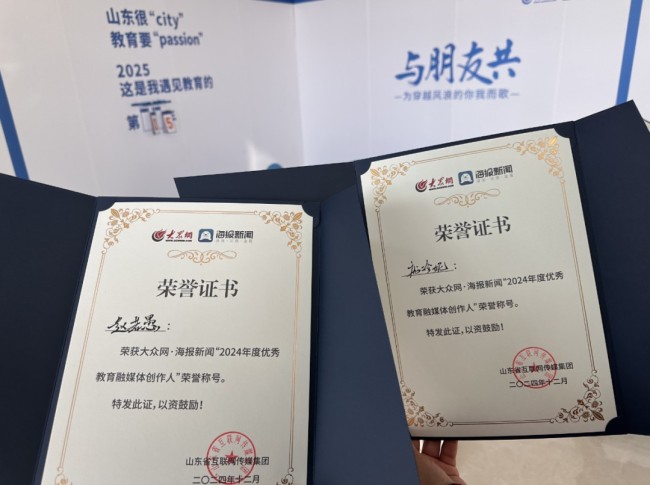 山东很“city”
教育要“passion”
2025
这是我遇见教育的
第
5
与朋友共
—为穿越风浪的你我而歌—
大众网
海报新闻
荣誉证书
赵若愚：
荣获大众网·海报新闻“2024年度优秀
教育融媒体创作人”荣誉称号。
特发此证，以资鼓励！
山东省互联网传媒集团
二〇二四年十二月
大众网
海报新闻
荣誉证书
荣获大众网·海报新闻“2024年度优秀
教育融媒体创作人”荣誉称号。
特发此证，以资鼓励！
山东省互联网传媒集团
二〇二四年十二月